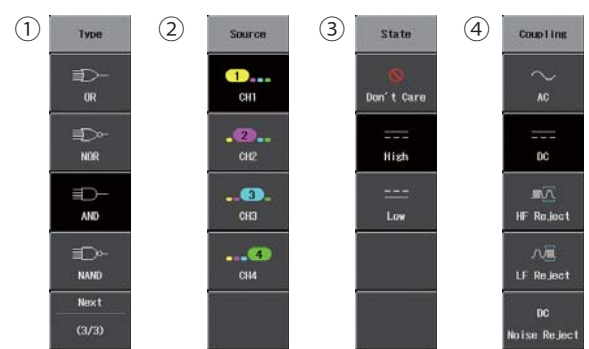 ① Type
OR
NOR
AND
NAND
Next
(3/3)
② Source
1
CH1
2
CH2
3
CH3
4
CH4
③ State
Don't Care
High
Low
④ Coupling
AC
DC
HF Reject
LF Reject
DC
Noise Reject